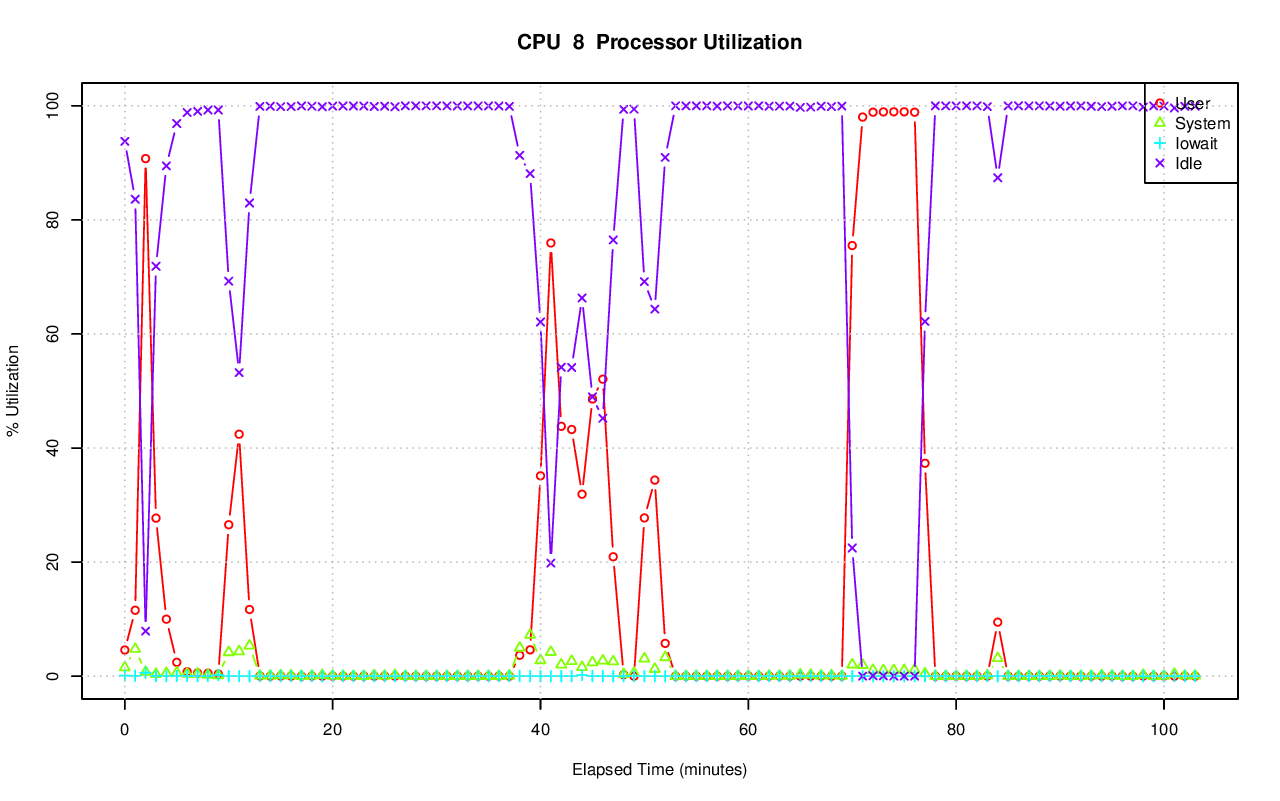 CPU  8  Processor Utilization
100
80
60
40
20
0
% Utilization
User
System
Iowait
Idle
0 20 40 60 80 100
Elapsed Time (minutes)